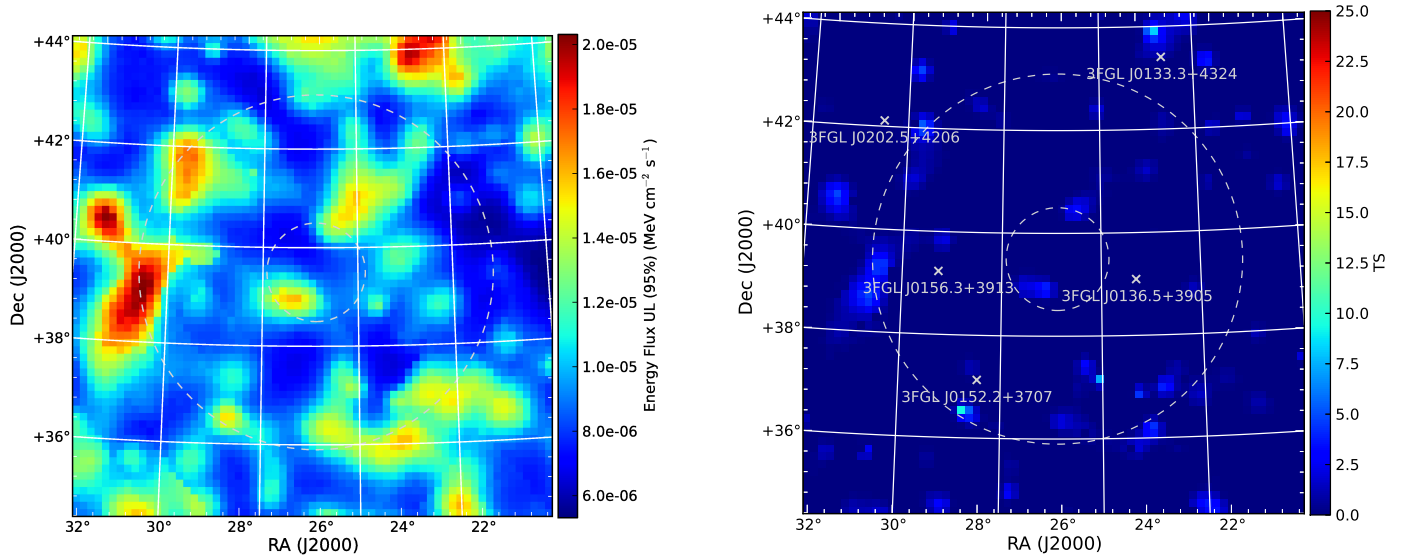 +44°
+42°
+40°
+38°
+36°
Dec (J2000)
32°
30°
28°
26°
24°
22°
RA (J2000)
2.0e-05
1.8e-05
1.6e-05
1.4e-05
1.2e-05
1.0e-05
8.0e-06
6.0e-06
Energy Flux UL (95%) (MeV cm⁻² s⁻¹)
+44°
+42°
+40°
+38°
+36°
Dec (J2000)
3FGL J0133.3+4324
3FGL J0202.5+4206
3FGL J0156.3+3913
3FGL J0136.5+3905
3FGL J0152.2+3707
32°
30°
28°
26°
24°
22°
RA (J2000)
25.0
22.5
20.0
17.5
15.0
12.5
10.0
7.5
5.0
2.5
0.0
TS